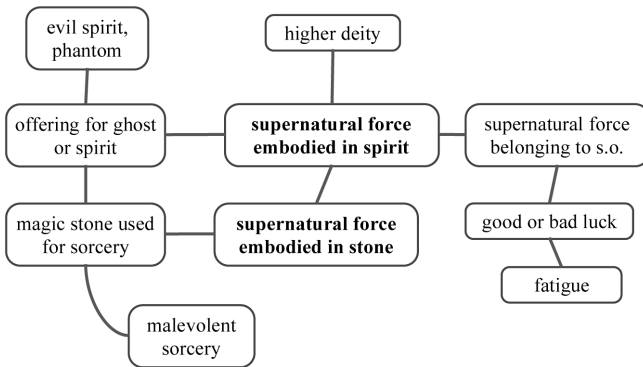 evil spirit,
phantom
higher deity
offering for ghost
or spirit
supernatural force
embodied in spirit
supernatural force
belonging to s.o.
magic stone used
for sorcery
supernatural force
embodied in stone
good or bad luck
fatigue
malevolent
sorcery